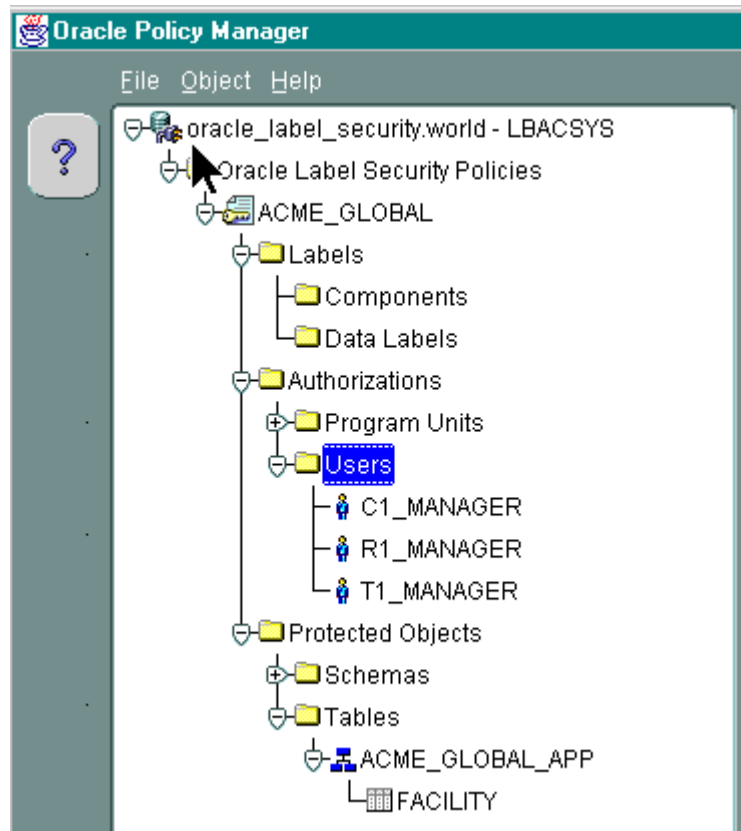 Oracle Policy Manager
File Object Help
?
oracle_label_security.world - LBACSYS
Oracle Label Security Policies
ACME_GLOBAL
Labels
Components
Data Labels
Authorizations
Program Units
Users
C1_MANAGER
R1_MANAGER
T1_MANAGER
Protected Objects
Schemas
Tables
ACME_GLOBAL_APP
FACILITY